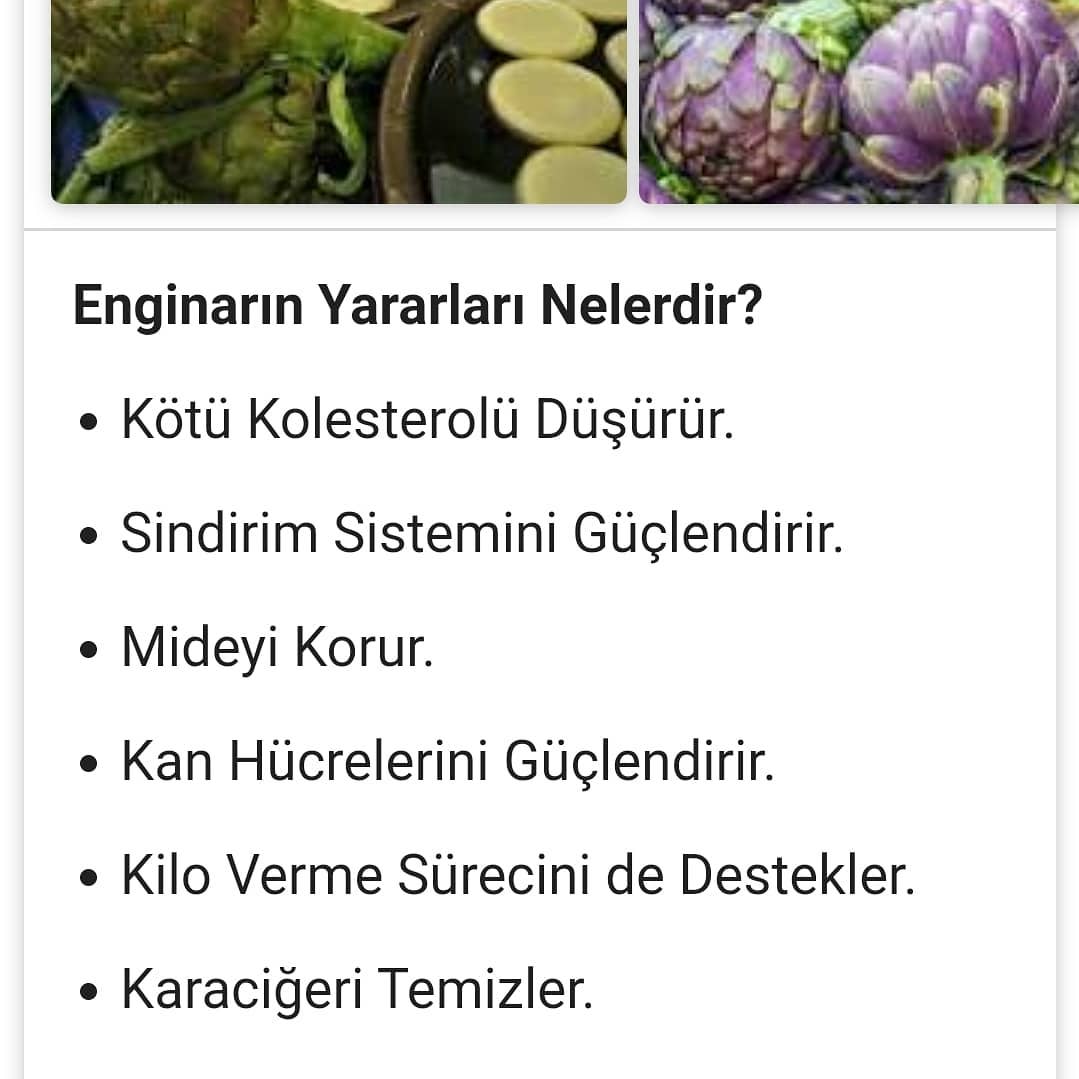 Enginarın Yararları Nelerdir?
• Kötü Kolesterolü Düşürür.
• Sindirim Sistemini Güçlendirir.
• Mideyi Korur.
• Kan Hücrelerini Güçlendirir.
• Kilo Verme Sürecini de Destekler.
• Karaciğeri Temizler.